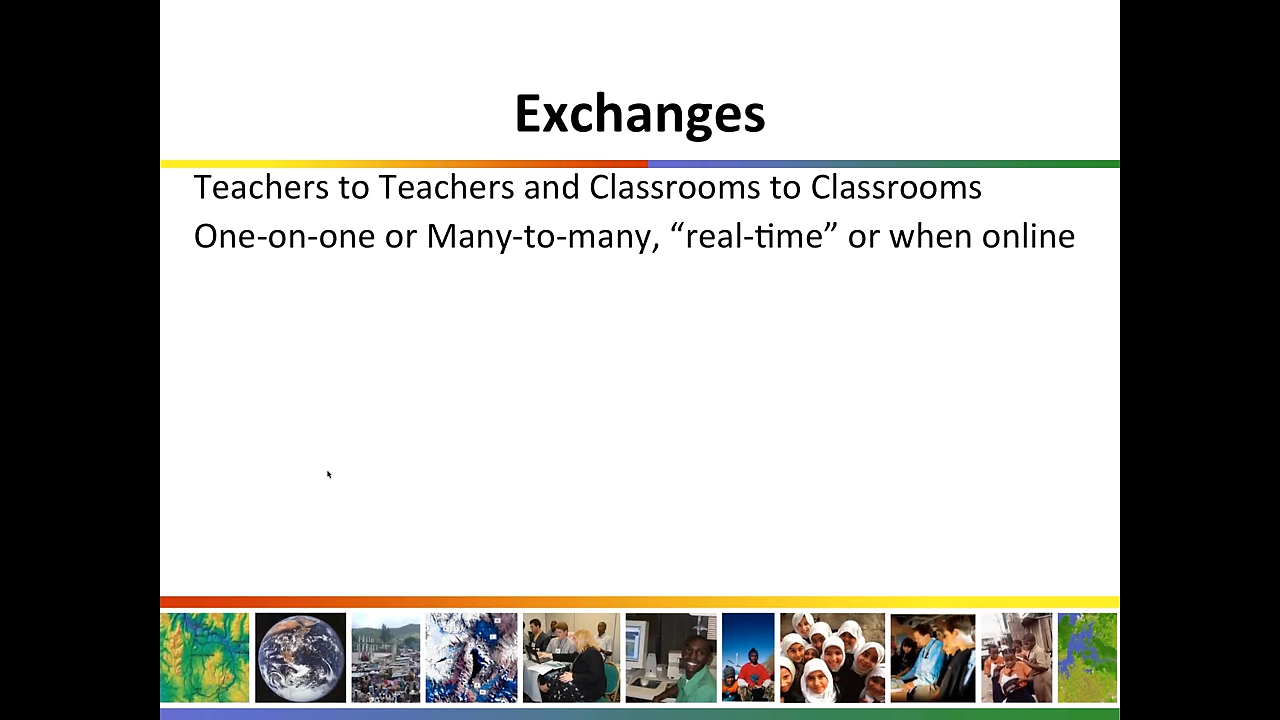 Exchanges
Teachers to Teachers and Classrooms to Classrooms
One-on-one or Many-to-many, “real-time” or when online